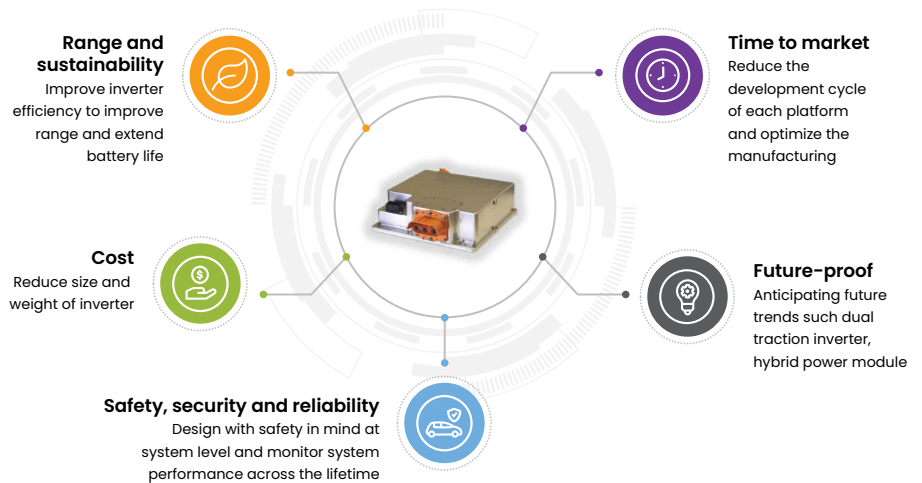 Range and
sustainability
Improve inverter
efficiency to improve
range and extend
battery life
Time to market
Reduce the
development cycle
of each platform
and optimize the
manufacturing
Cost
Reduce size and
weight of inverter
$
Future-proof
Anticipating future
trends such dual
traction inverter,
hybrid power module
Safety, security and reliability
Design with safety in mind at
system level and monitor system
performance across the lifetime